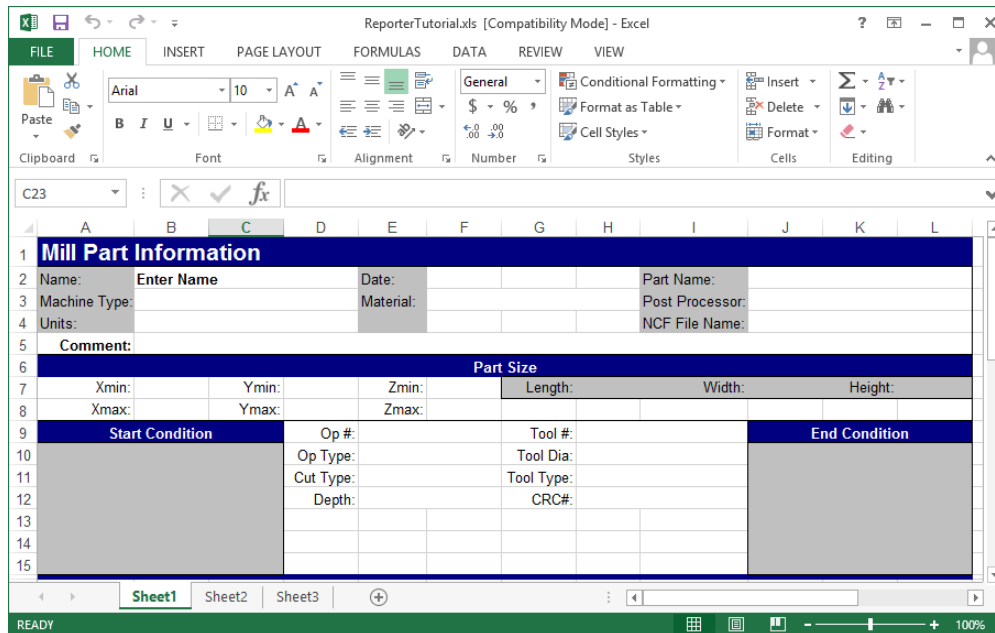 ReporterTutorial.xls [Compatibility Mode] - Excel ?
FILE HOME INSERT PAGE LAYOUT FORMULAS DATA REVIEW VIEW
Arial 10 A A General Conditional Formatting Insert Σ
Paste $ % , Format as Table Delete
B I U A .00 Cell Styles Format
Clipboard Font Alignment Number Styles Cells Editing
C23 fx
A B C D E F G H I J K L
1 Mill Part Information
2 Name: Enter Name Date: Part Name:
3 Machine Type: Material: Post Processor:
4 Units: NCF File Name:
5 Comment:
6 Part Size
7 Xmin: Ymin: Zmin: Length: Width: Height:
8 Xmax: Ymax: Zmax:
9 Start Condition Op #: Tool #: End Condition
10 Op Type: Tool Dia:
11 Cut Type: Tool Type:
12 Depth: CRC#:
13
14
15
Sheet1 Sheet2 Sheet3
READY 100%